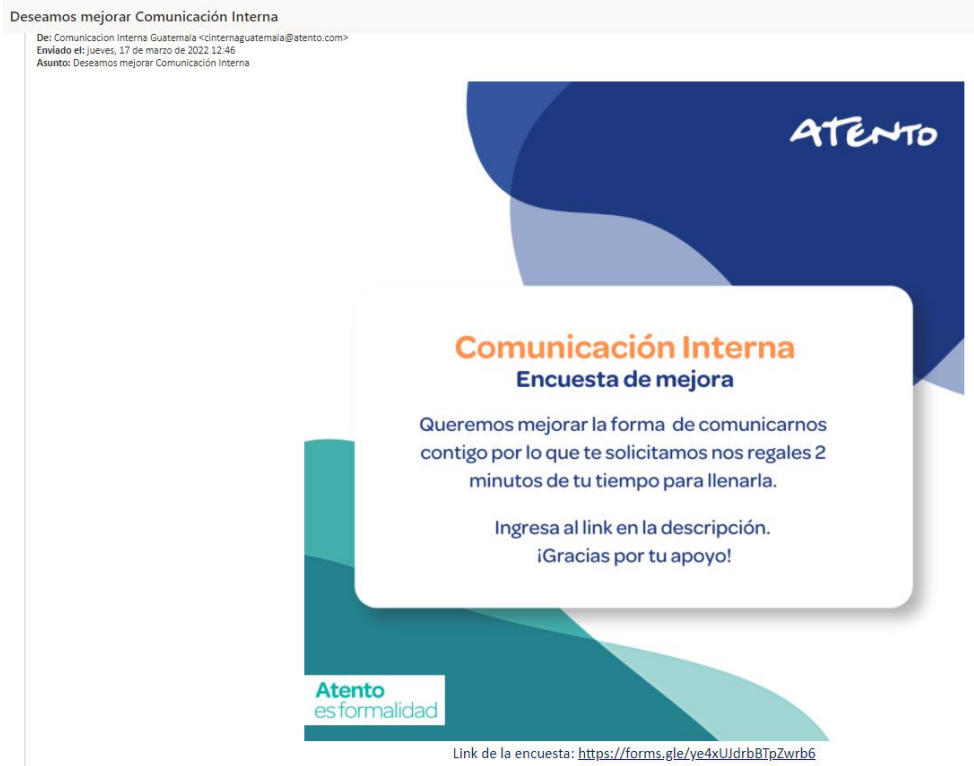 Deseamos mejorar Comunicación Interna
De: Comunicacion Interna Guatemala <cinternaguatemala@atento.com>
Enviado el: jueves, 17 de marzo de 2022 12:46
Asunto: Deseamos mejorar Comunicación Interna
ATENTO
Comunicación Interna
Encuesta de mejora
Queremos mejorar la forma de comunicarnos
contigo por lo que te solicitamos nos regales 2
minutos de tu tiempo para llenarla.
Ingresa al link en la descripción.
¡Gracias por tu apoyo!
Atento
es formalidad
Link de la encuesta: https://forms.gle/ye4xUJdrbBTpZwrb6